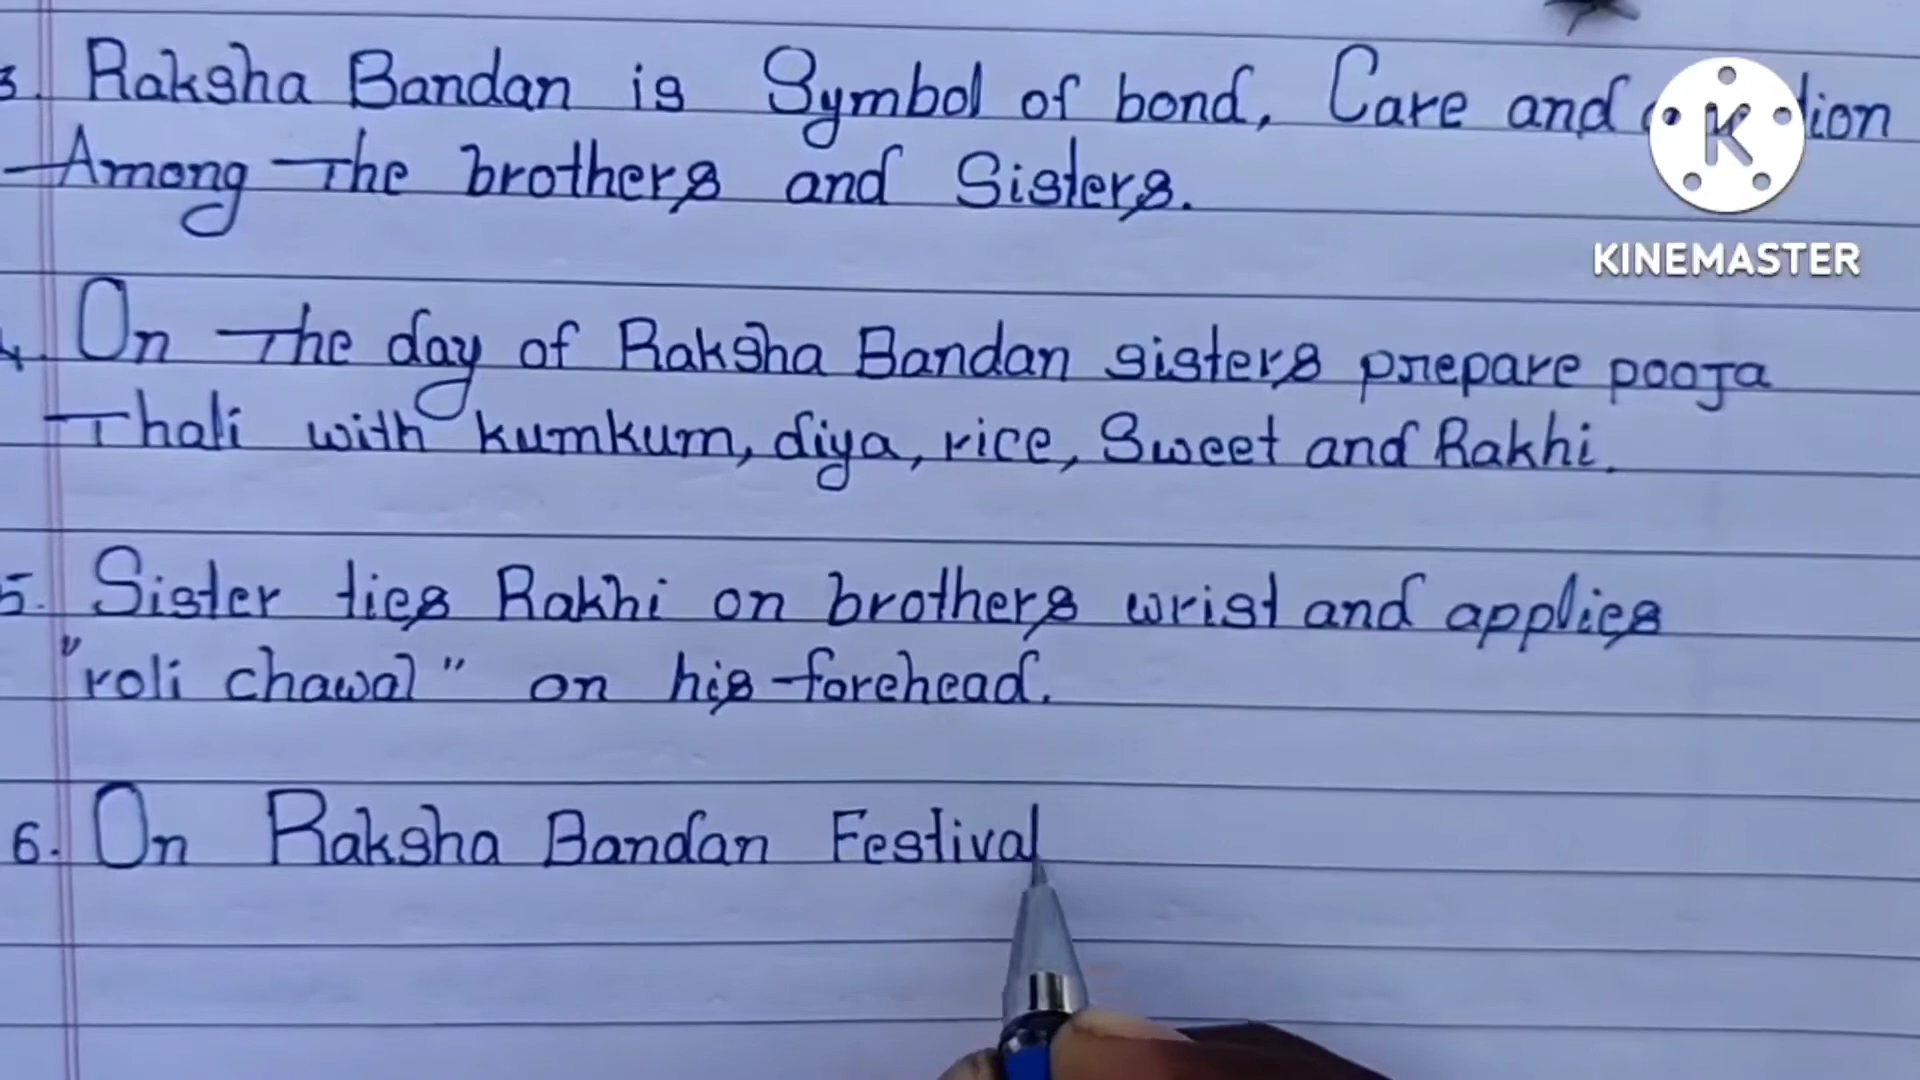 3. Raksha Bandan is Symbol of bond, Care and
Among the brothers and Sisters.
4. On the day of Raksha Bandan sisters prepare pooja
Thali with kumkum, diya, rice, Sweet and Rakhi.
5. Sister ties Rakhi on brothers wrist and applies
"roli chawal" on his forehead.
6. On Raksha Bandan Festival
K
KINEMASTER